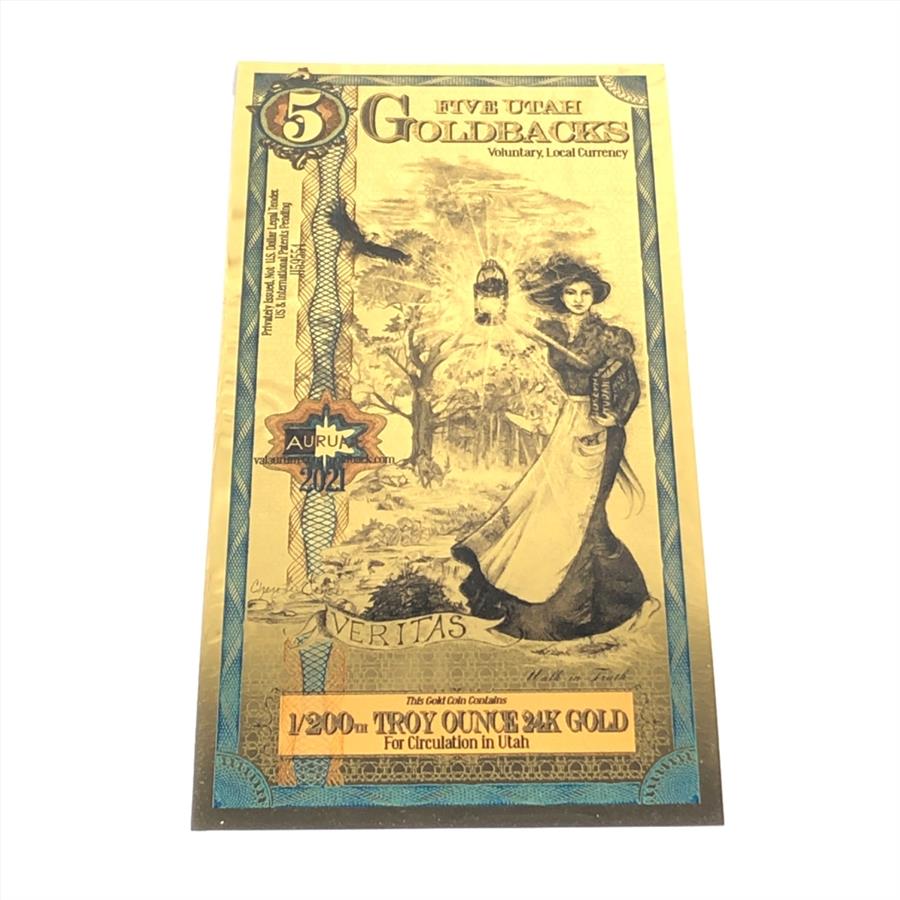 5
FIVE UTAH
GOLDBACKS
Voluntary, Local Currency
Privately Issued. Not U.S. Dollar Legal Tender.
US & International Patents Pending
AURUM
2021
VERITAS
Walk in Truth
This Gold Coin Contains
1/200TH TROY OUNCE 24K GOLD
For Circulation in Utah